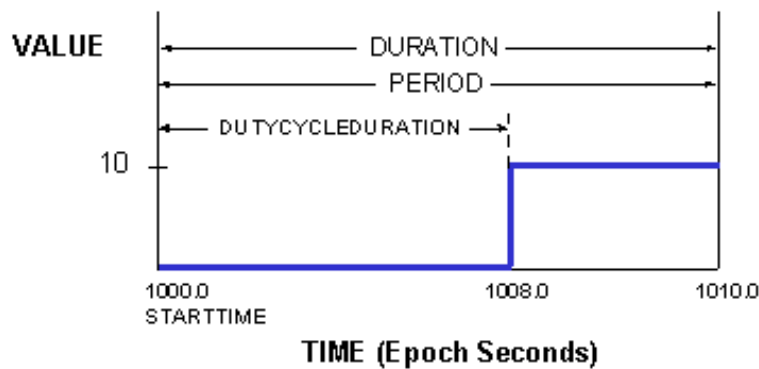 VALUE
DURATION
PERIOD
DUTYCYCLEDURATION
10
1000.0 1008.0 1010.0
STARTTIME
TIME (Epoch Seconds)